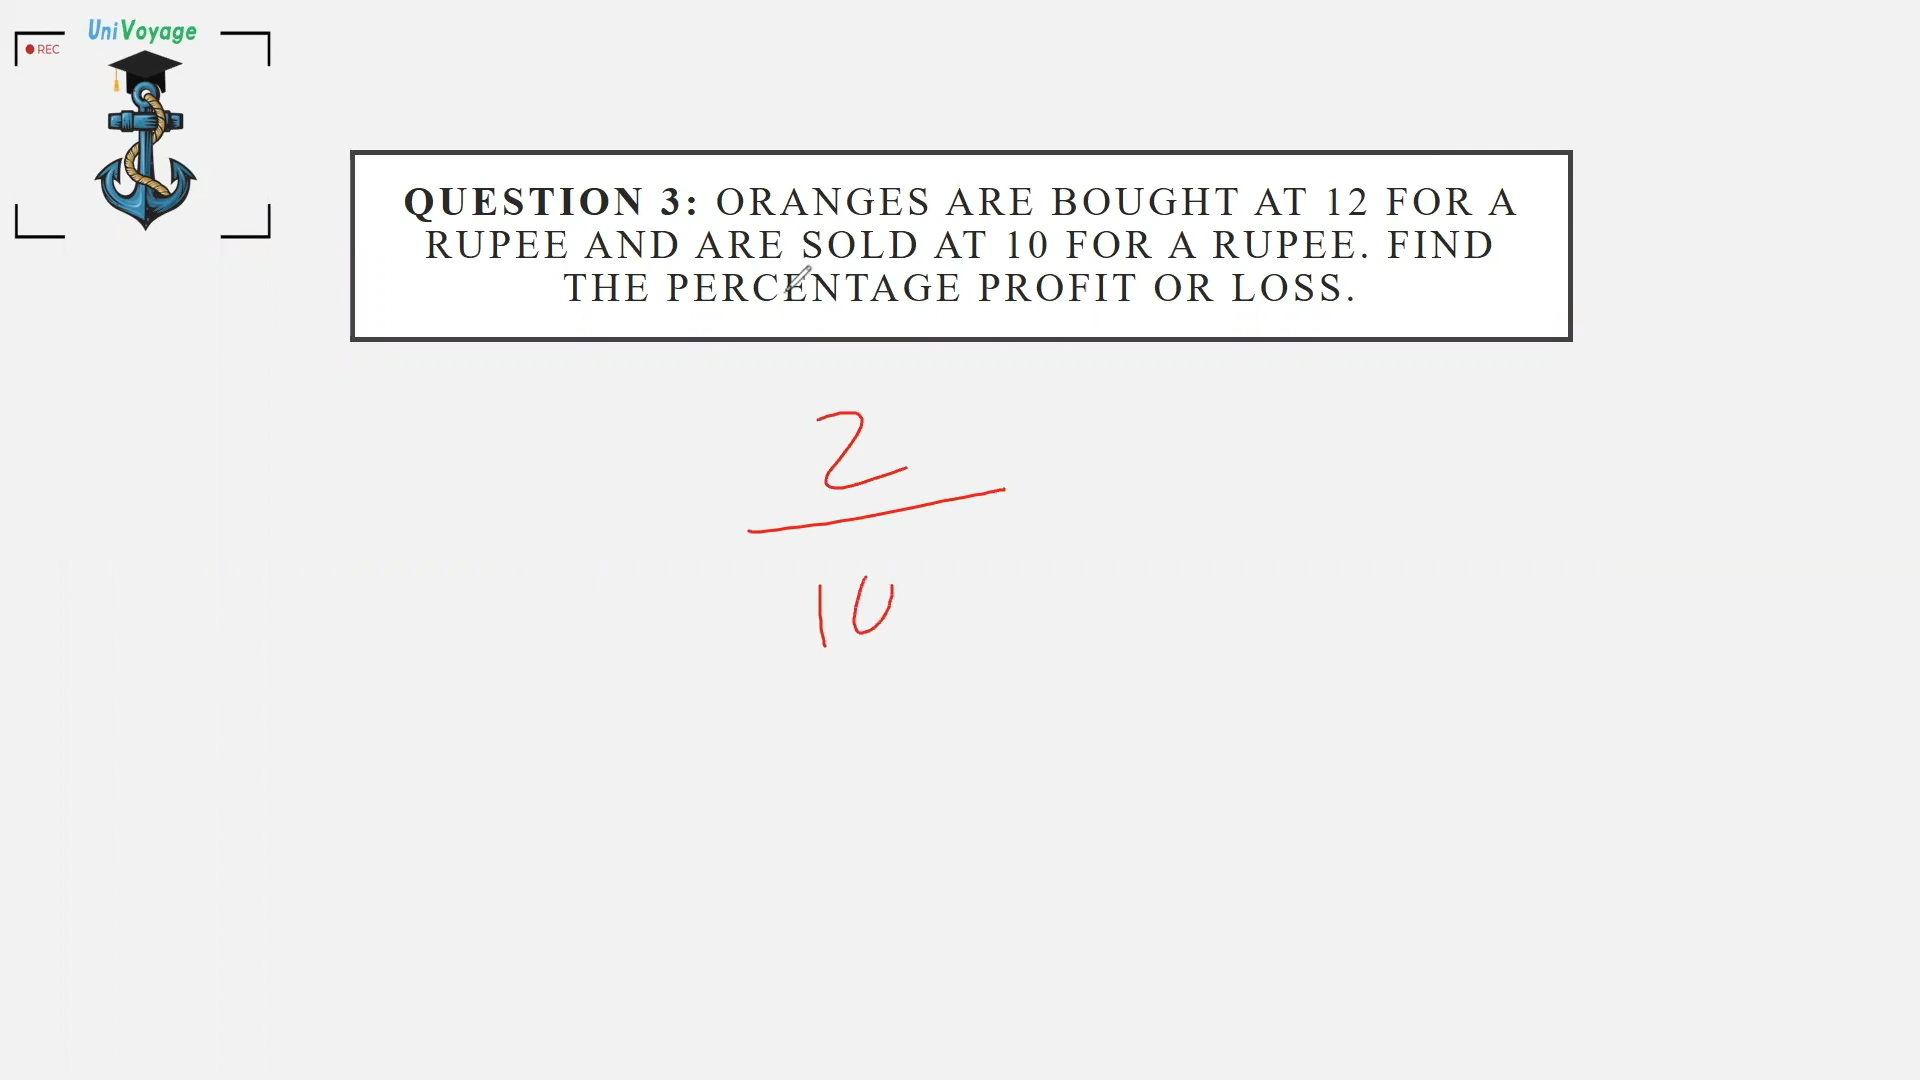 UniVoyage
REC
QUESTION 3: ORANGES ARE BOUGHT AT 12 FOR A
RUPEE AND ARE SOLD AT 10 FOR A RUPEE. FIND
THE PERCENTAGE PROFIT OR LOSS.
2
10